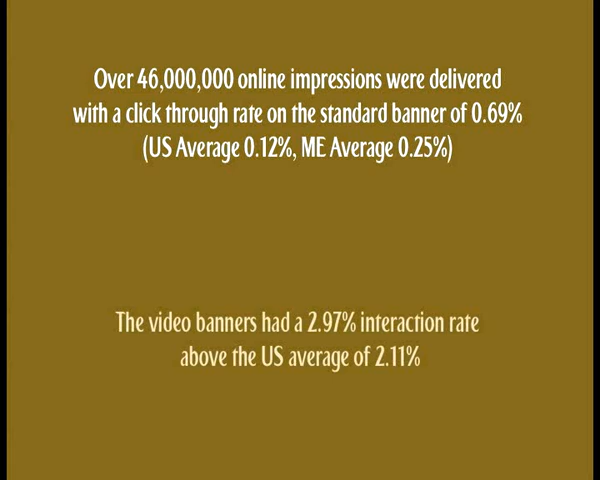 Over 46,000,000 online impressions were delivered
with a click through rate on the standard banner of 0.69%
(US Average 0.12%, ME Average 0.25%)
The video banners had a 2.97% interaction rate
above the US average of 2.11%